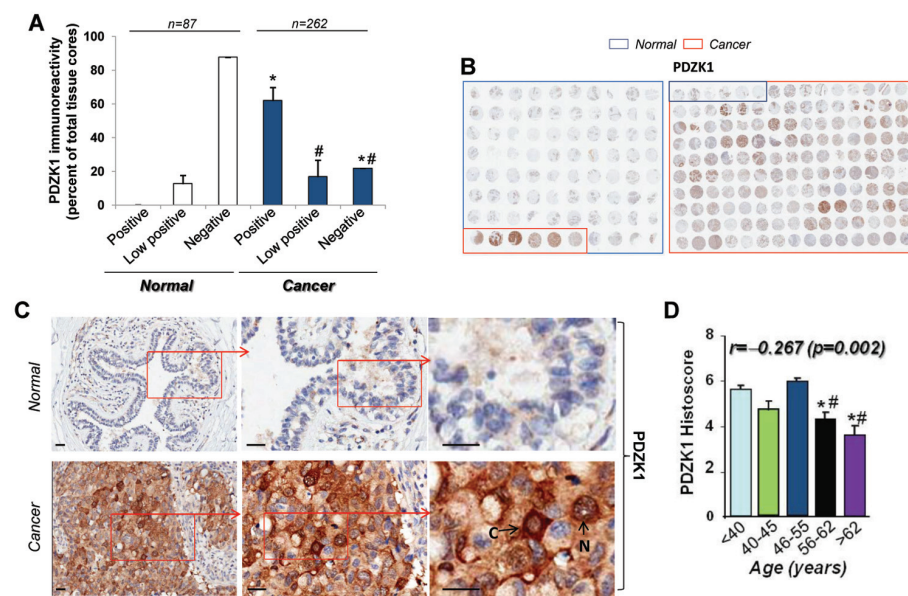 A
n=87
n=262
PDZK1 immunoreactivity
(percent of total tissue cores)
100
80
60
40
20
0
*
#
*#
Positive
Low positive
Negative
Positive
Low positive
Negative
Normal
Cancer
Normal
Cancer
B
PDZK1
C
Normal
Cancer
C
N
PDZK1
D
r=–0.267 (p=0.002)
PDZK1 Histoscore
8
6
4
2
0
*#
*#
<40
40-45
46-55
56-62
>62
Age (years)